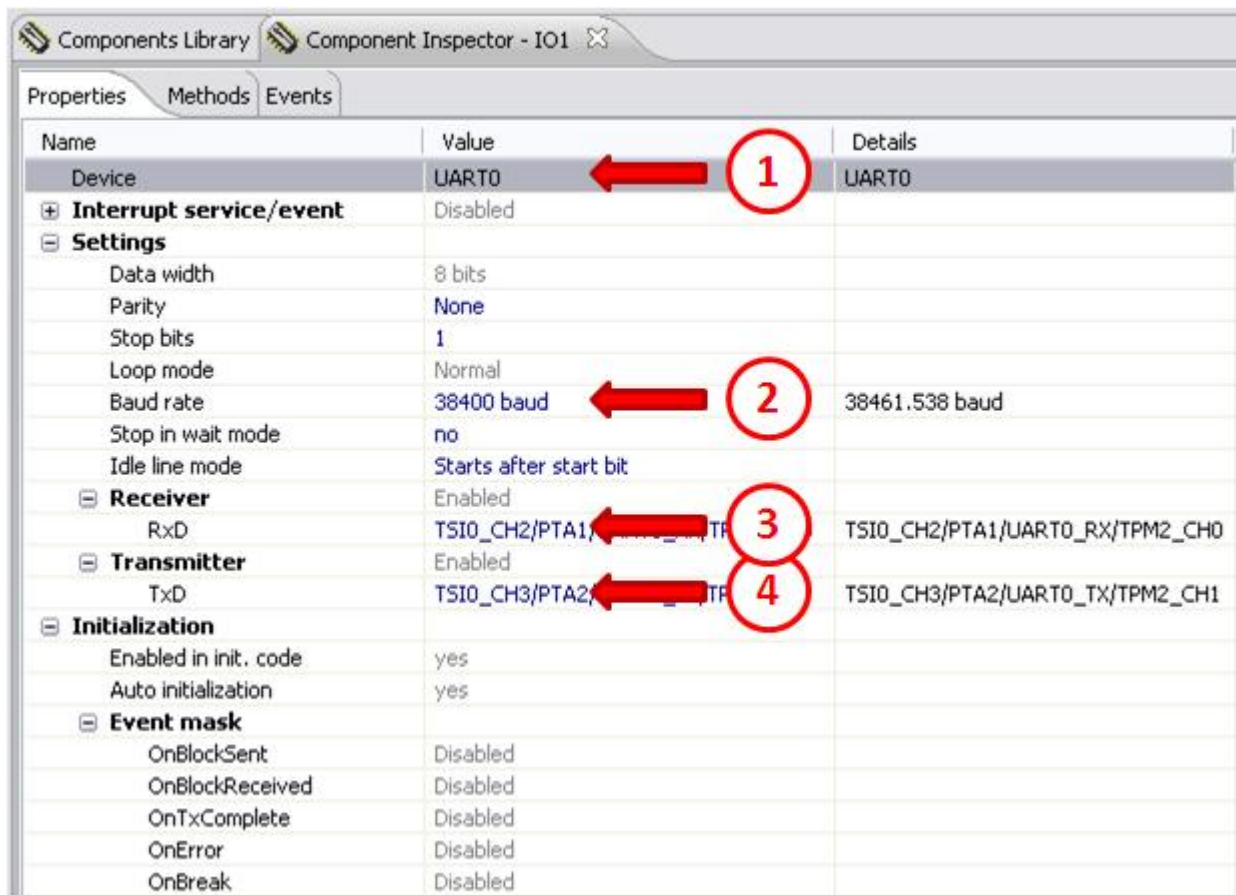 Components Library Component Inspector - IO1
Properties Methods Events
Name Value Details
Device UART0 1 UART0
Interrupt service/event Disabled
Settings
Data width 8 bits
Parity None
Stop bits 1
Loop mode Normal
Baud rate 38400 baud 2 38461.538 baud
Stop in wait mode no
Idle line mode Starts after start bit
Receiver Enabled
RxD TSI0_CH2/PTA1/ 3 TSI0_CH2/PTA1/UART0_RX/TPM2_CH0
Transmitter Enabled
TxD TSI0_CH3/PTA2/ 4 TSI0_CH3/PTA2/UART0_TX/TPM2_CH1
Initialization
Enabled in init. code yes
Auto initialization yes
Event mask
OnBlockSent Disabled
OnBlockReceived Disabled
OnTxComplete Disabled
OnError Disabled
OnBreak Disabled